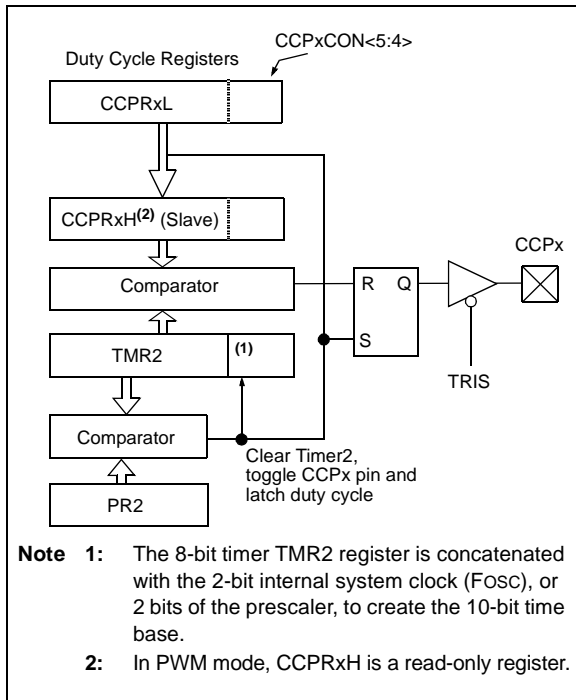 CCPxCON<5:4>
Duty Cycle Registers
CCPRxL
CCPRxH(2) (Slave)
CCPx
Comparator
R Q
TMR2 (1)
S
TRIS
Comparator
Clear Timer2,
toggle CCPx pin and
latch duty cycle
PR2
Note 1: The 8-bit timer TMR2 register is concatenated
with the 2-bit internal system clock (FOSC), or
2 bits of the prescaler, to create the 10-bit time
base.
2: In PWM mode, CCPRxH is a read-only register.